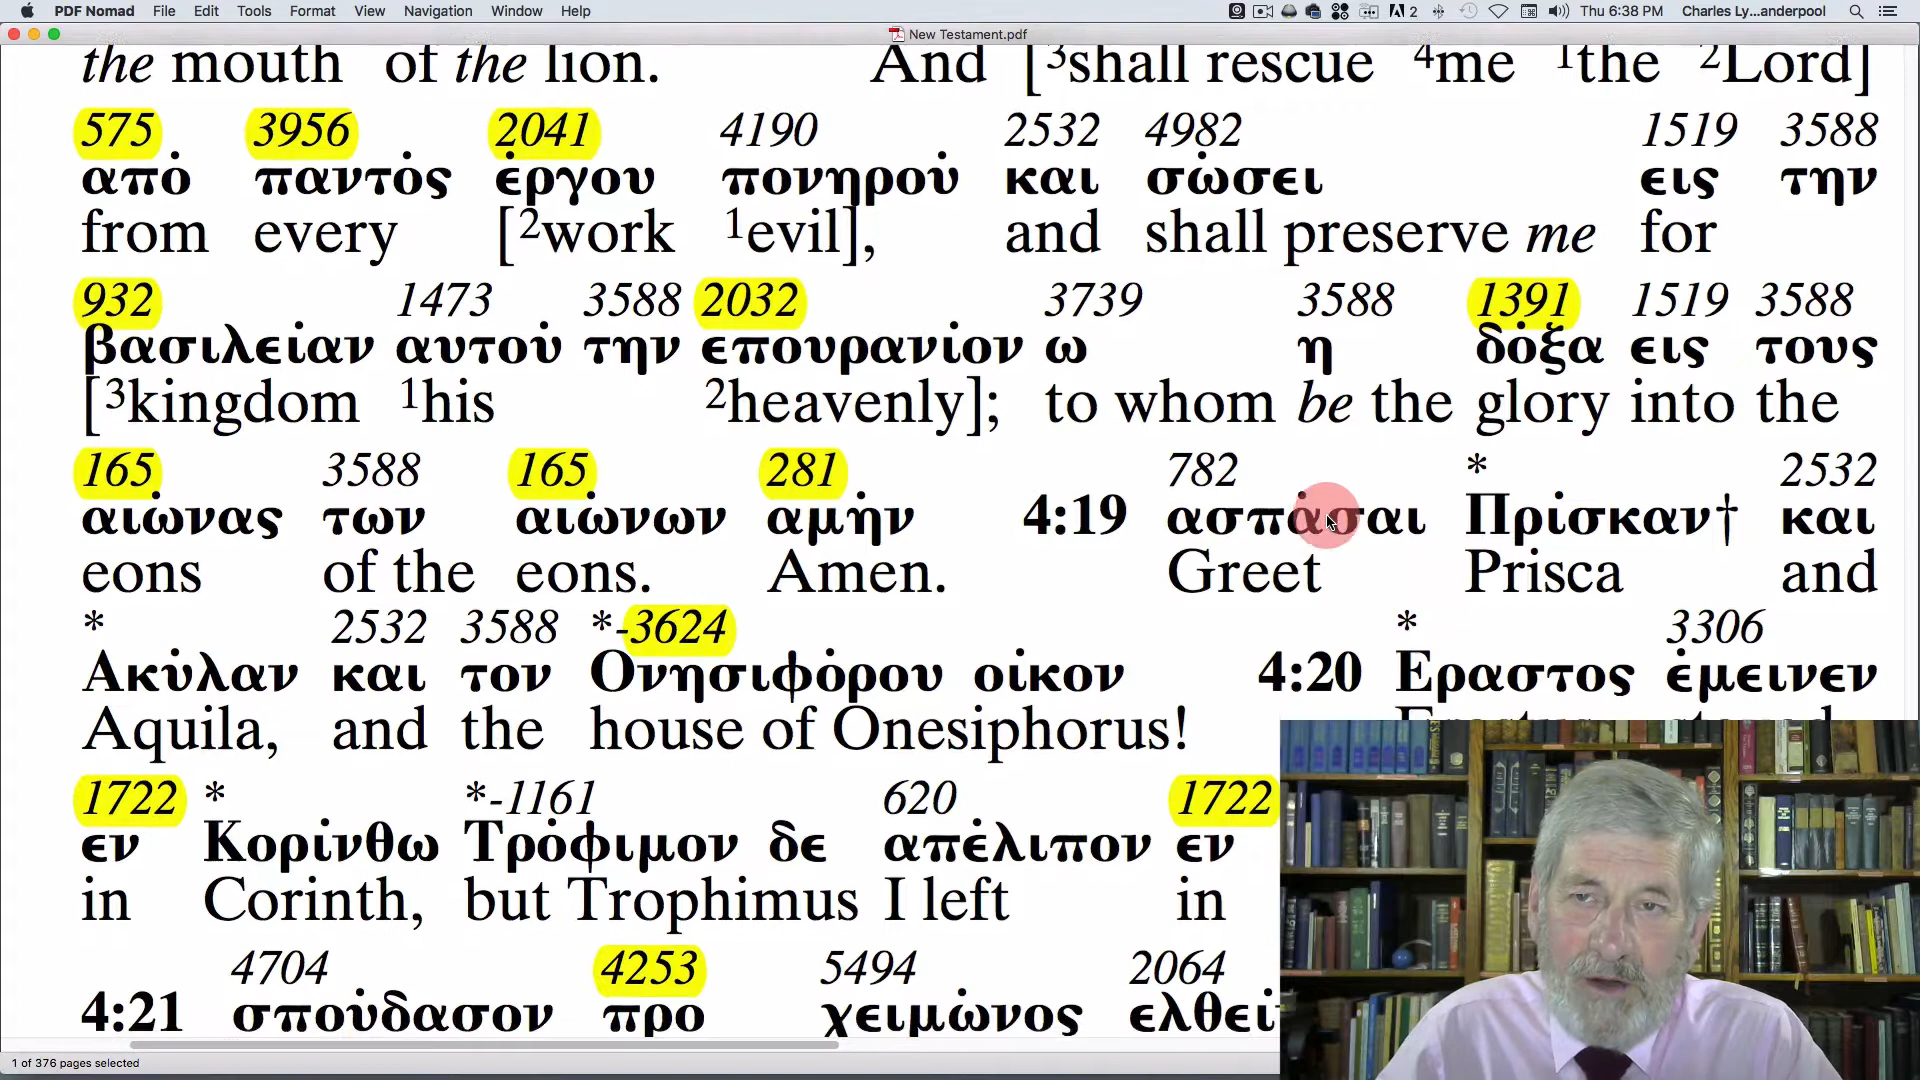 PDF Nomad File Edit Tools Format View Navigation Window Help 2 Thu 6:38 PM Charles Ly...anderpool
New Testament.pdf
the mouth of the lion. And [³shall rescue ⁴me ¹the ²Lord]
575 3956 2041 4190 2532 4982 1519 3588
από παντός έργου πονηρού και σώσει εις την
from every [²work ¹evil], and shall preserve me for
932 1473 3588 2032 3739 3588 1391 1519 3588
βασιλείαν αυτού την επουρανίον ω η δόξα εις τους
[³kingdom ¹his ²heavenly]; to whom be the glory into the
165 3588 165 281 782 * 2532
αιώνας των αιώνων αμήν 4:19 ασπάσαι Πρίσκαν† και
eons of the eons. Amen. Greet Prisca and
* 2532 3588 *-3624 * 3306
Ακύλαν και τον Ονησιφόρου οίκον 4:20 Εραστος έμεινεν
Aquila, and the house of Onesiphorus!
1722 * *-1161 620 1722
εν Κορίνθω Τρόφιμον δε απέλιπον εν
in Corinth, but Trophimus I left in
4704 4253 5494 2064
4:21 σπούδασον προ χειμώνος ελθεί
1 of 376 pages selected